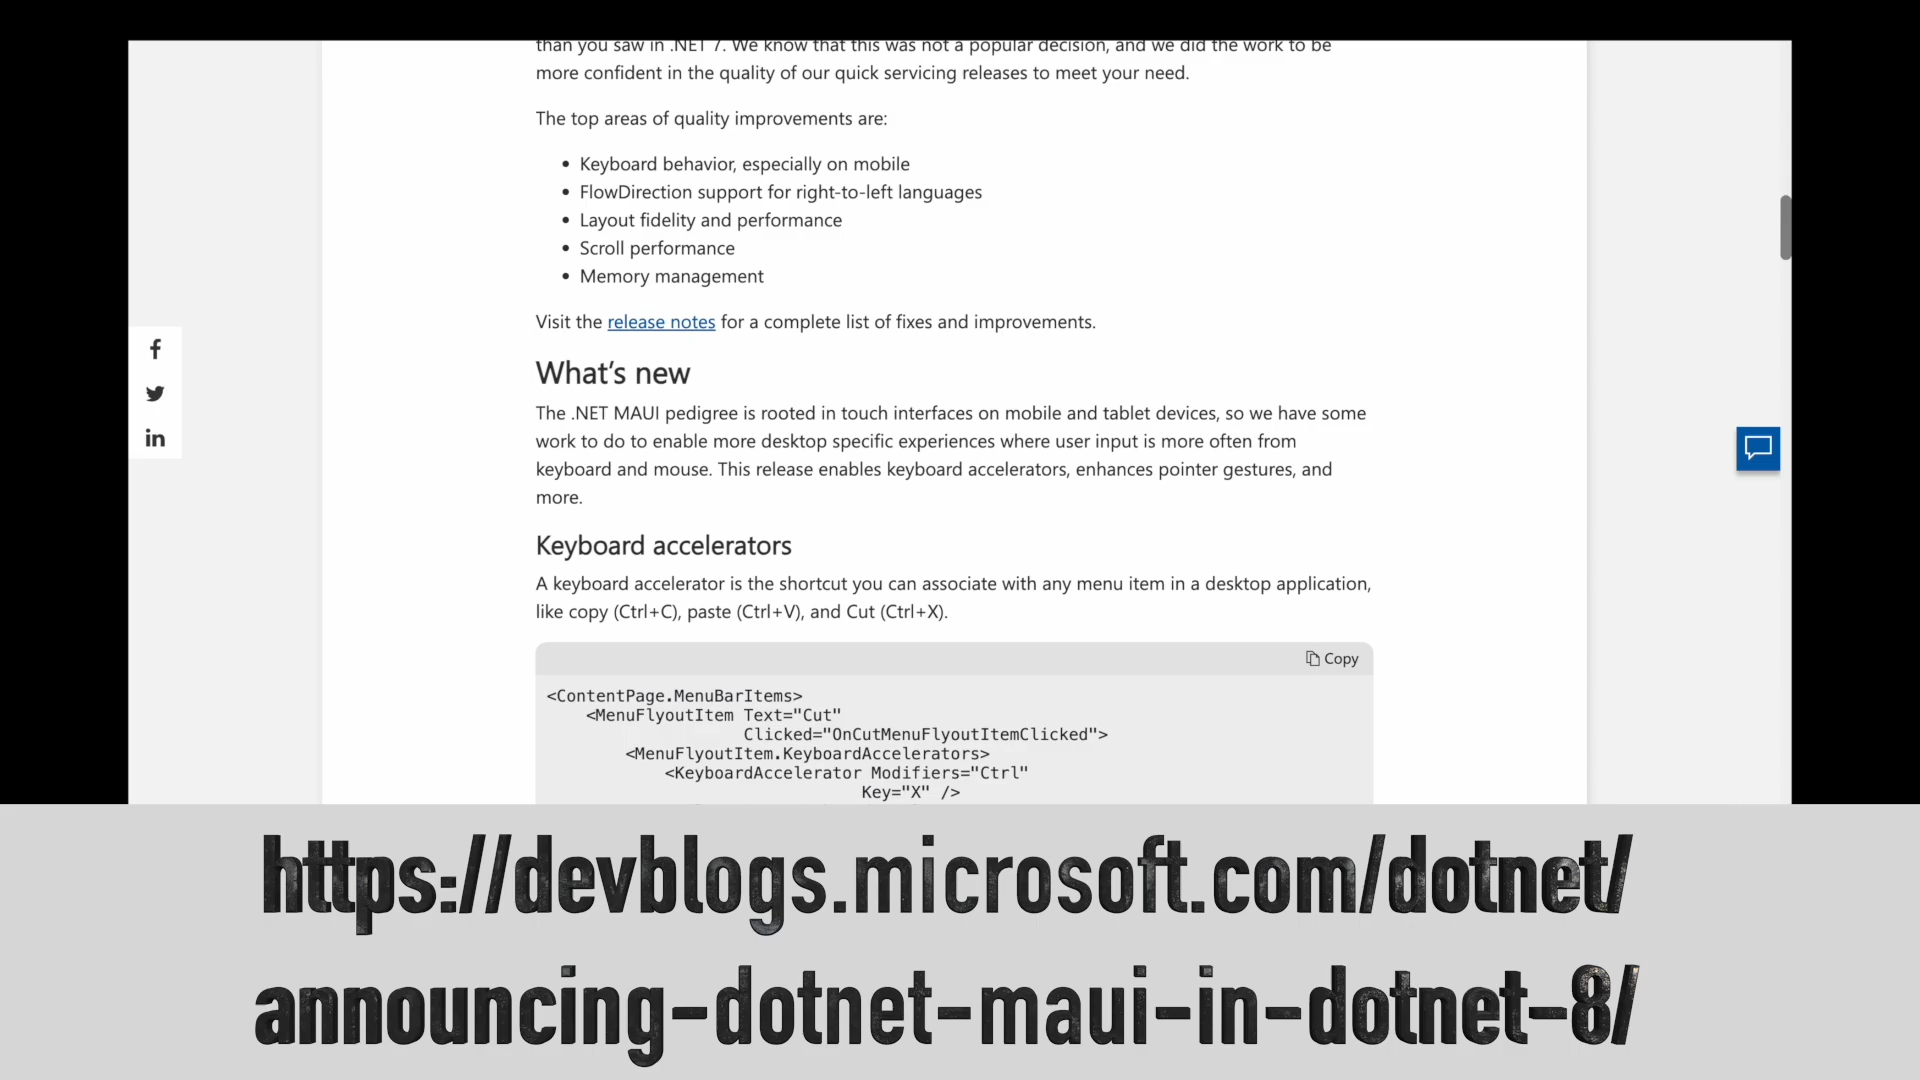 than you saw in .NET 7. We know that this was not a popular decision, and we did the work to be
more confident in the quality of our quick servicing releases to meet your need.
The top areas of quality improvements are:
• Keyboard behavior, especially on mobile
• FlowDirection support for right-to-left languages
• Layout fidelity and performance
• Scroll performance
• Memory management
Visit the release notes for a complete list of fixes and improvements.
What's new
The .NET MAUI pedigree is rooted in touch interfaces on mobile and tablet devices, so we have some
work to do to enable more desktop specific experiences where user input is more often from
keyboard and mouse. This release enables keyboard accelerators, enhances pointer gestures, and
more.
Keyboard accelerators
A keyboard accelerator is the shortcut you can associate with any menu item in a desktop application,
like copy (Ctrl+C), paste (Ctrl+V), and Cut (Ctrl+X).
Copy
<ContentPage.MenuBarItems>
<MenuFlyoutItem Text="Cut"
Clicked="OnCutMenuFlyoutItemClicked">
<MenuFlyoutItem.KeyboardAccelerators>
<KeyboardAccelerator Modifiers="Ctrl"
Key="X" />
https://devblogs.microsoft.com/dotnet/
announcing-dotnet-maui-in-dotnet-8/